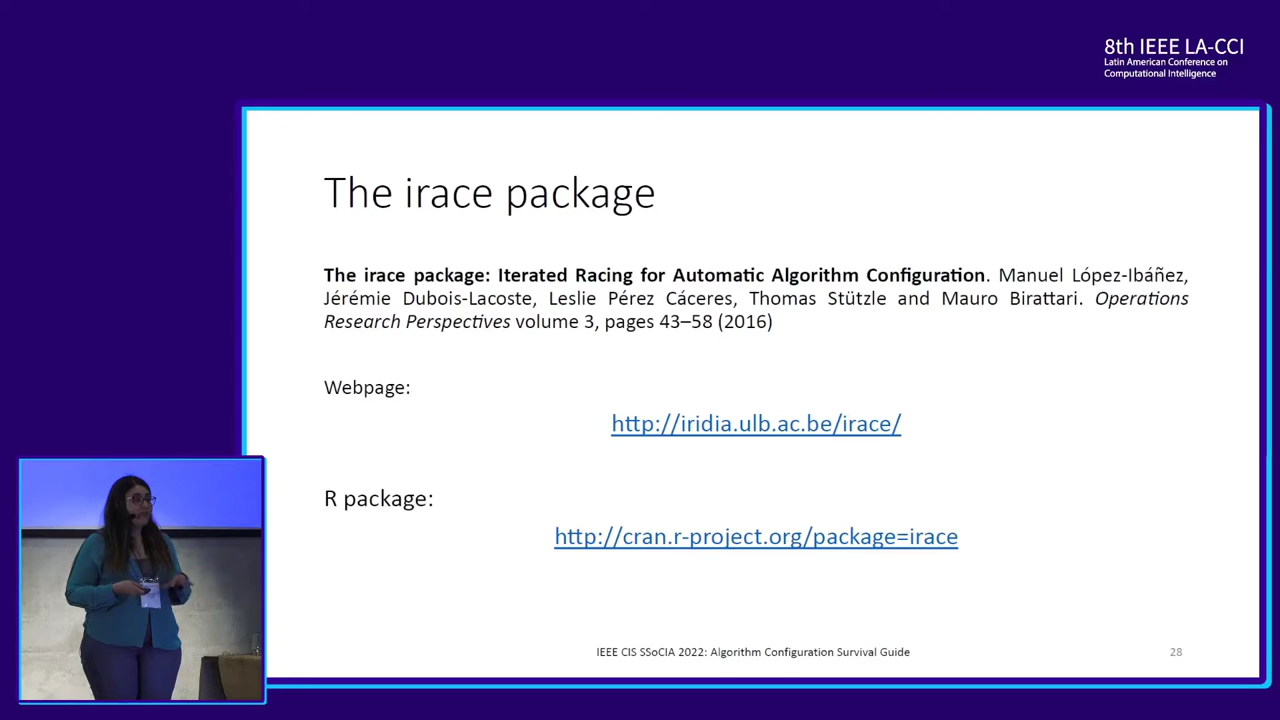 8th IEEE LA-CCI
Latin American Conference on
Computational Intelligence
The irace package
The irace package: Iterated Racing for Automatic Algorithm Configuration. Manuel López-Ibáñez,
Jérémie Dubois-Lacoste, Leslie Pérez Cáceres, Thomas Stützle and Mauro Birattari. Operations
Research Perspectives volume 3, pages 43–58 (2016)
Webpage:
http://iridia.ulb.ac.be/irace/
R package:
http://cran.r-project.org/package=irace
IEEE CIS SSoCIA 2022: Algorithm Configuration Survival Guide
28